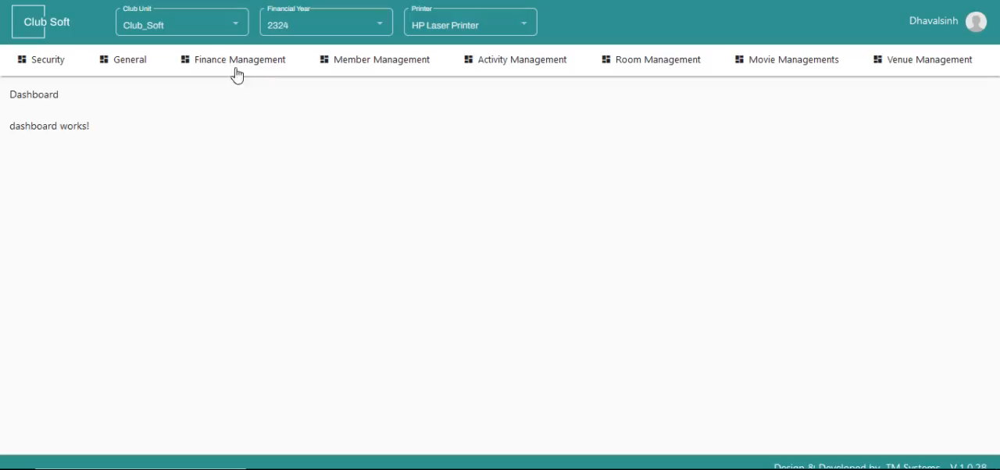 Club Soft
Club Unit
Club_Soft
Financial Year
2324
Printer
HP Laser Printer
Dhavalsinh
Security General Finance Management Member Management Activity Management Room Management Movie Managements Venue Management
Dashboard
dashboard works!
Design & Developed by TM Systems V 1.0.28